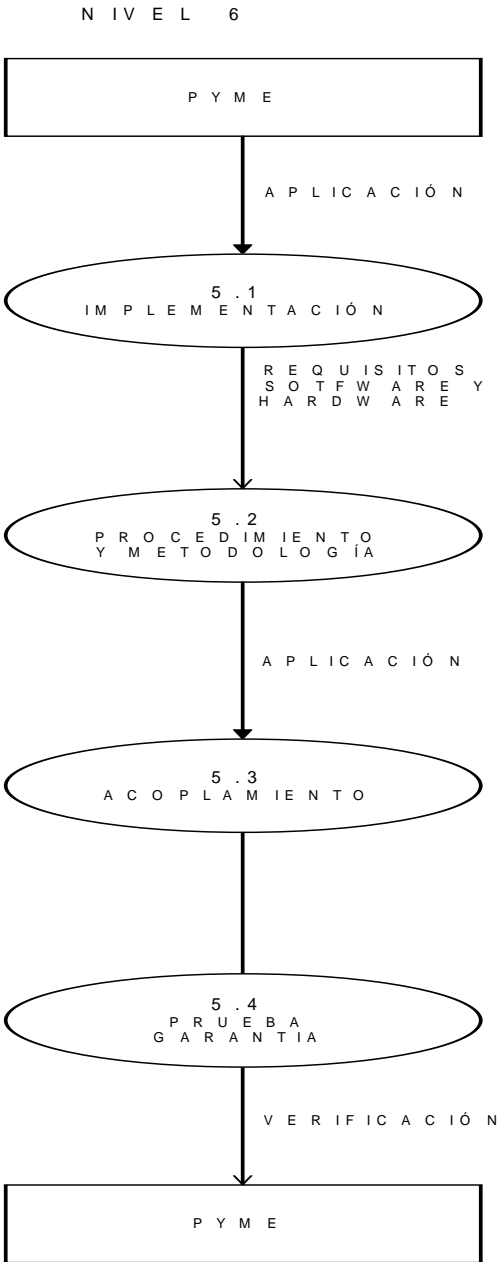 NIVEL 6
PYME
APLICACIÓN
5.1
IMPLEMENTACIÓN
REQUISITOS
SOTFWARE Y
HARDWARE
5.2
PROCEDIMIENTO
Y METODOLOGÍA
APLICACIÓN
5.3
ACOPLAMIENTO
5.4
PRUEBA
GARANTIA
VERIFICACIÓN
PYME